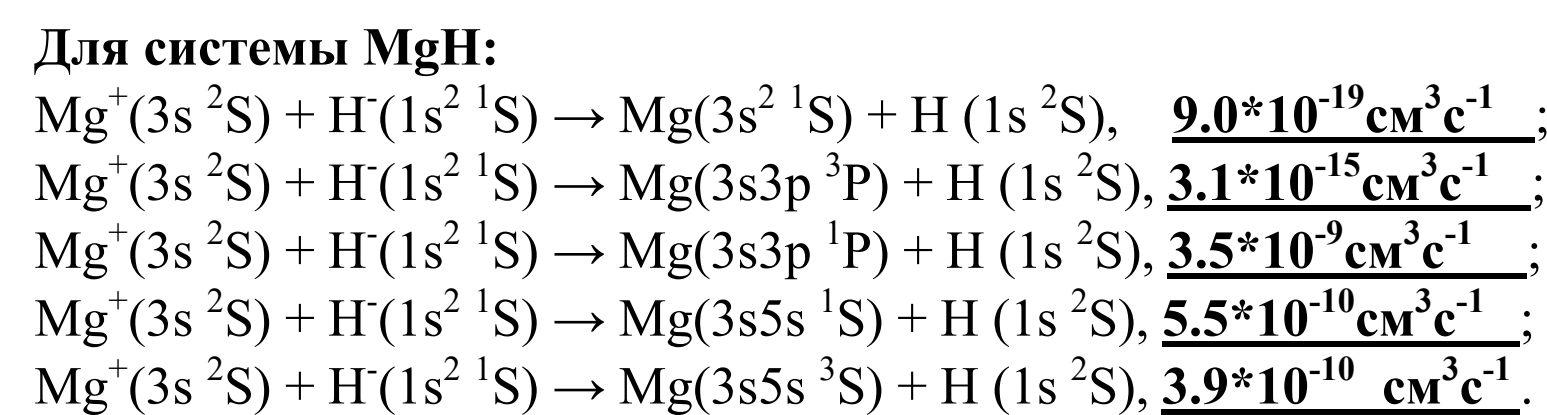 Для системы MgH:
Mg⁺(3s ²S) + H⁻(1s² ¹S) → Mg(3s² ¹S) + H (1s ²S), 9.0*10⁻¹⁹см³с⁻¹ ;
Mg⁺(3s ²S) + H⁻(1s² ¹S) → Mg(3s3p ³P) + H (1s ²S), 3.1*10⁻¹⁵см³с⁻¹ ;
Mg⁺(3s ²S) + H⁻(1s² ¹S) → Mg(3s3p ¹P) + H (1s ²S), 3.5*10⁻⁹см³с⁻¹ ;
Mg⁺(3s ²S) + H⁻(1s² ¹S) → Mg(3s5s ¹S) + H (1s ²S), 5.5*10⁻¹⁰см³с⁻¹ ;
Mg⁺(3s ²S) + H⁻(1s² ¹S) → Mg(3s5s ³S) + H (1s ²S), 3.9*10⁻¹⁰ см³с⁻¹.